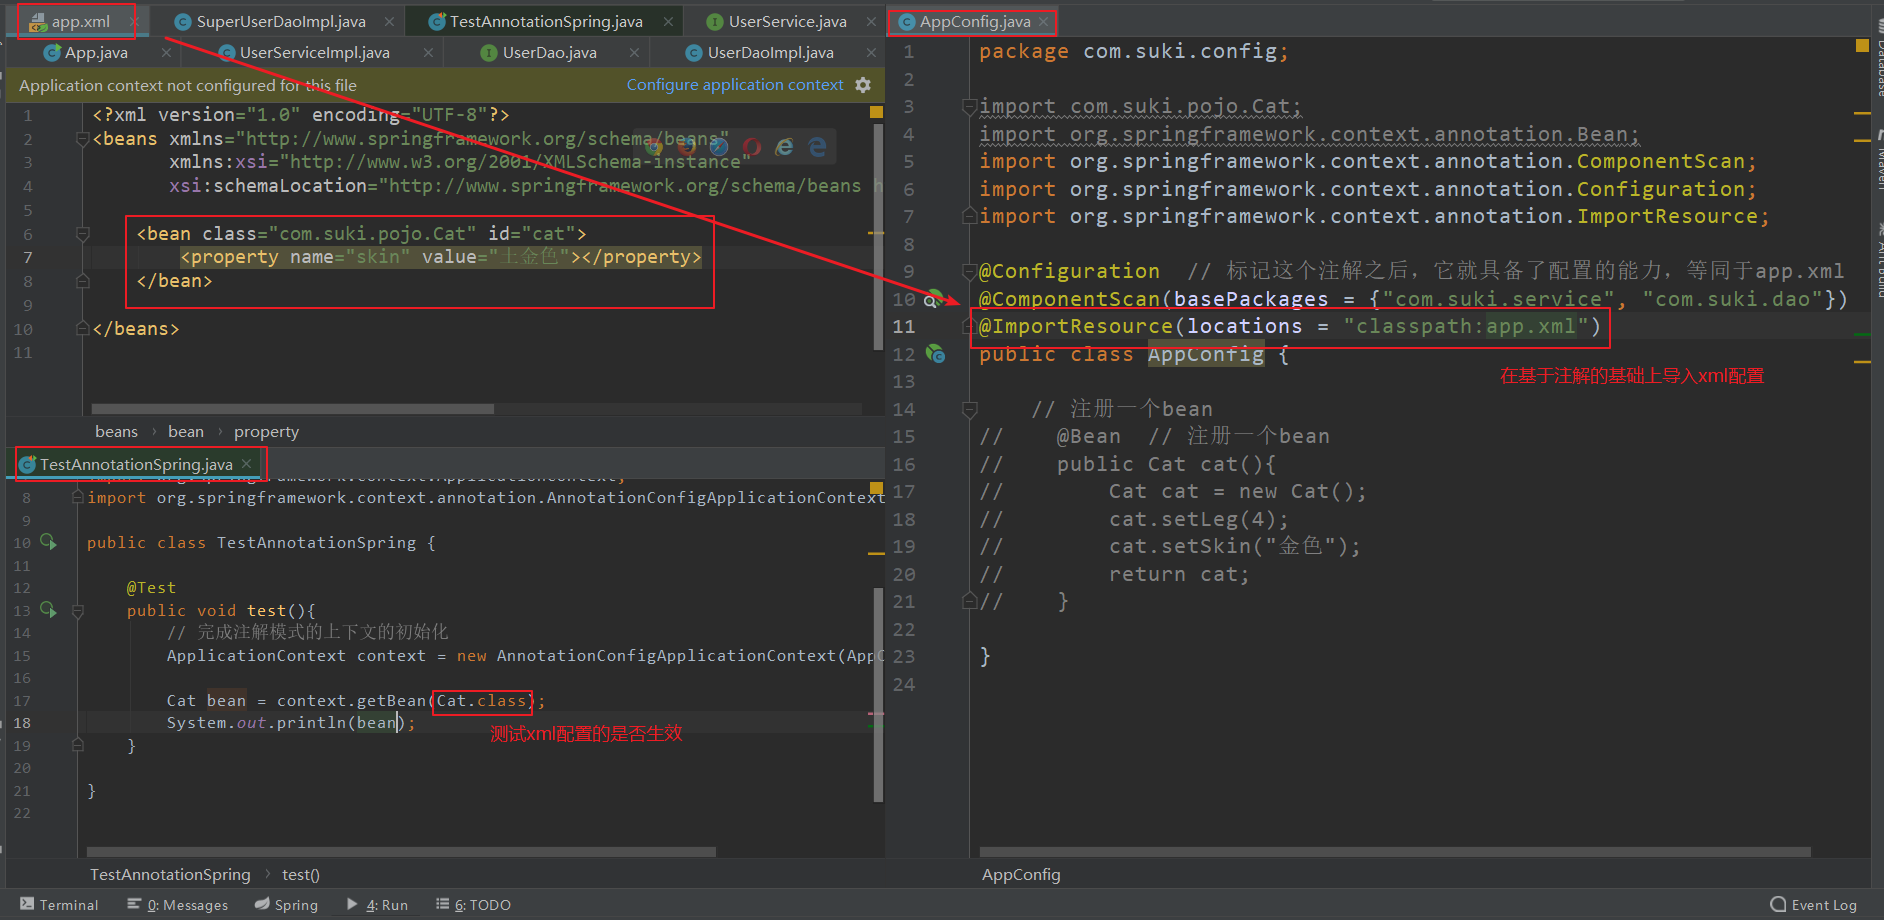 app.xml
SuperUserDaoImpl.java
TestAnnotationSpring.java
UserService.java
App.java
UserServiceImpl.java
UserDao.java
UserDaoImpl.java
Application context not configured for this file
Configure application context
1 <?xml version="1.0" encoding="UTF-8"?>
2 <beans xmlns="http://www.springframework.org/schema/beans"
3 xmlns:xsi="http://www.w3.org/2001/XMLSchema-instance"
4 xsi:schemaLocation="http://www.springframework.org/schema/beans h
5
6 <bean class="com.suki.pojo.Cat" id="cat">
7 <property name="skin" value="土金色"></property>
8 </bean>
9
10 </beans>
11
beans › bean › property
TestAnnotationSpring.java
import org.springframework.context.ApplicationContext;
8 import org.springframework.context.annotation.AnnotationConfigApplicationContext
9
10 public class TestAnnotationSpring {
11
12 @Test
13 public void test(){
14 // 完成注解模式的上下文的初始化
15 ApplicationContext context = new AnnotationConfigApplicationContext(App
16
17 Cat bean = context.getBean(Cat.class);
18 System.out.println(bean);
测试xml配置的是否生效
19 }
20
21 }
22
TestAnnotationSpring › test()
AppConfig.java
1 package com.suki.config;
2
3 import com.suki.pojo.Cat;
4 import org.springframework.context.annotation.Bean;
5 import org.springframework.context.annotation.ComponentScan;
6 import org.springframework.context.annotation.Configuration;
7 import org.springframework.context.annotation.ImportResource;
8
9 @Configuration // 标记这个注解之后，它就具备了配置的能力，等同于app.xml
10 @ComponentScan(basePackages = {"com.suki.service", "com.suki.dao"})
11 @ImportResource(locations = "classpath:app.xml")
12 public class AppConfig {
在基于注解的基础上导入xml配置
13
14 // 注册一个bean
15 // @Bean // 注册一个bean
16 // public Cat cat(){
17 // Cat cat = new Cat();
18 // cat.setLeg(4);
19 // cat.setSkin("金色");
20 // return cat;
21 // }
22
23 }
24
AppConfig
Database
Maven
Ant Build
Terminal
0: Messages
Spring
4: Run
6: TODO
Event Log